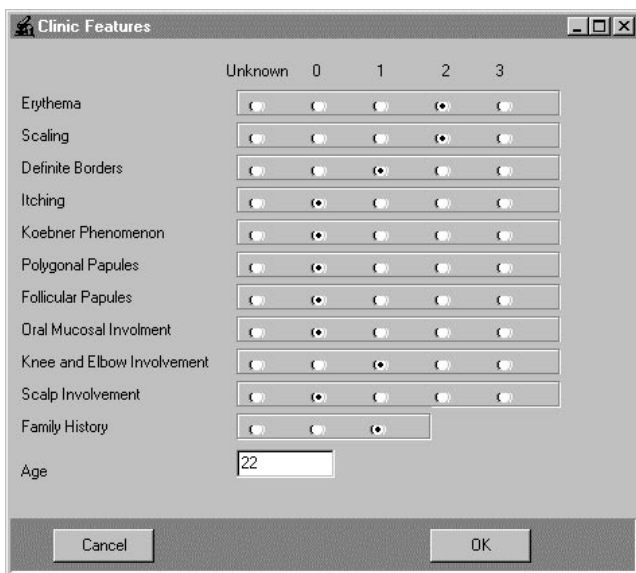 Clinic Features
Unknown 0 1 2 3
Erythema
Scaling
Definite Borders
Itching
Koebner Phenomenon
Polygonal Papules
Follicular Papules
Oral Mucosal Involment
Knee and Elbow Involvement
Scalp Involvement
Family History
Age 22
Cancel OK